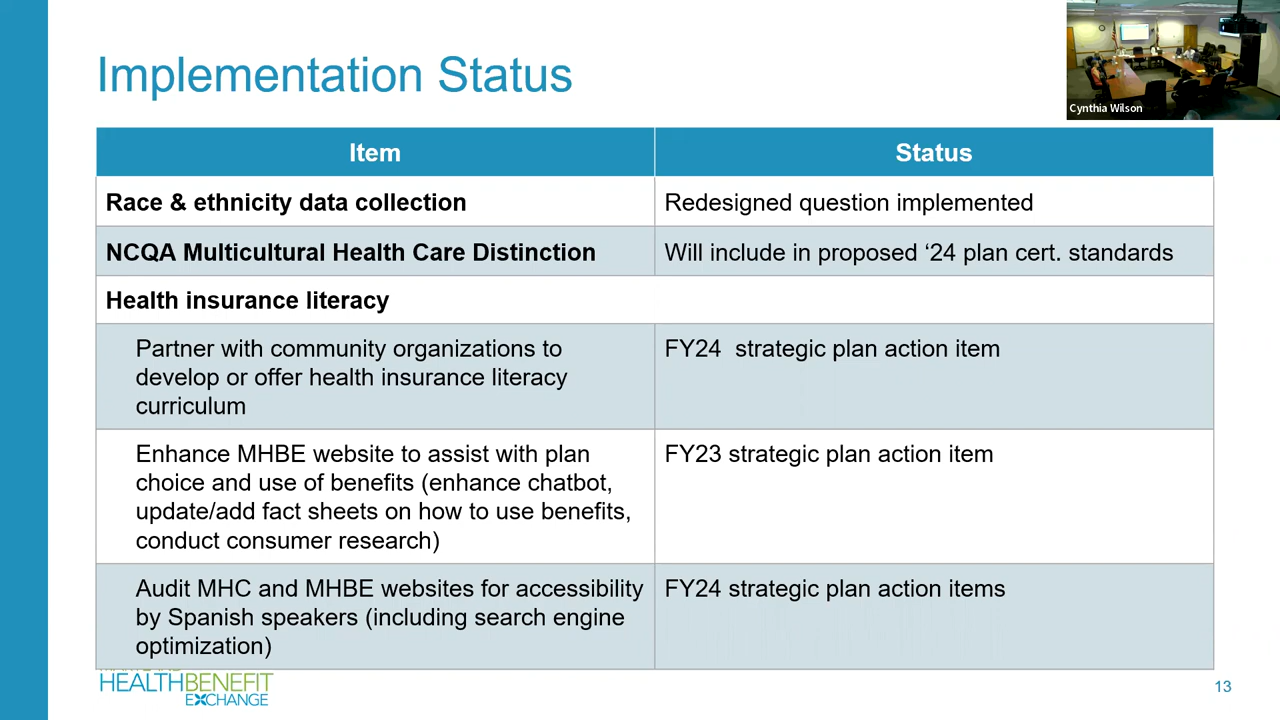 Implementation Status
Cynthia Wilson
Item
Status
Race & ethnicity data collection
Redesigned question implemented
NCQA Multicultural Health Care Distinction
Will include in proposed ‘24 plan cert. standards
Health insurance literacy
Partner with community organizations to
develop or offer health insurance literacy
curriculum
FY24  strategic plan action item
Enhance MHBE website to assist with plan
choice and use of benefits (enhance chatbot,
update/add fact sheets on how to use benefits,
conduct consumer research)
FY23 strategic plan action item
Audit MHC and MHBE websites for accessibility
by Spanish speakers (including search engine
optimization)
FY24 strategic plan action items
HEALTHBENEFIT
EXCHANGE
13